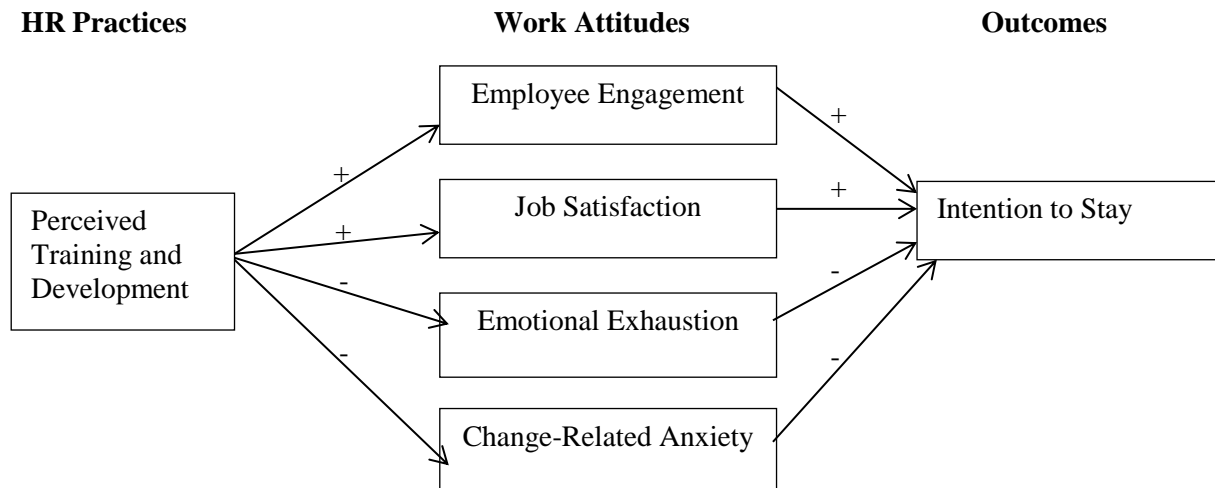 HR Practices
Work Attitudes
Outcomes
Employee Engagement
+
+
Job Satisfaction
+
Intention to Stay
Perceived
Training and
Development
+
-
-
Emotional Exhaustion
-
-
Change-Related Anxiety